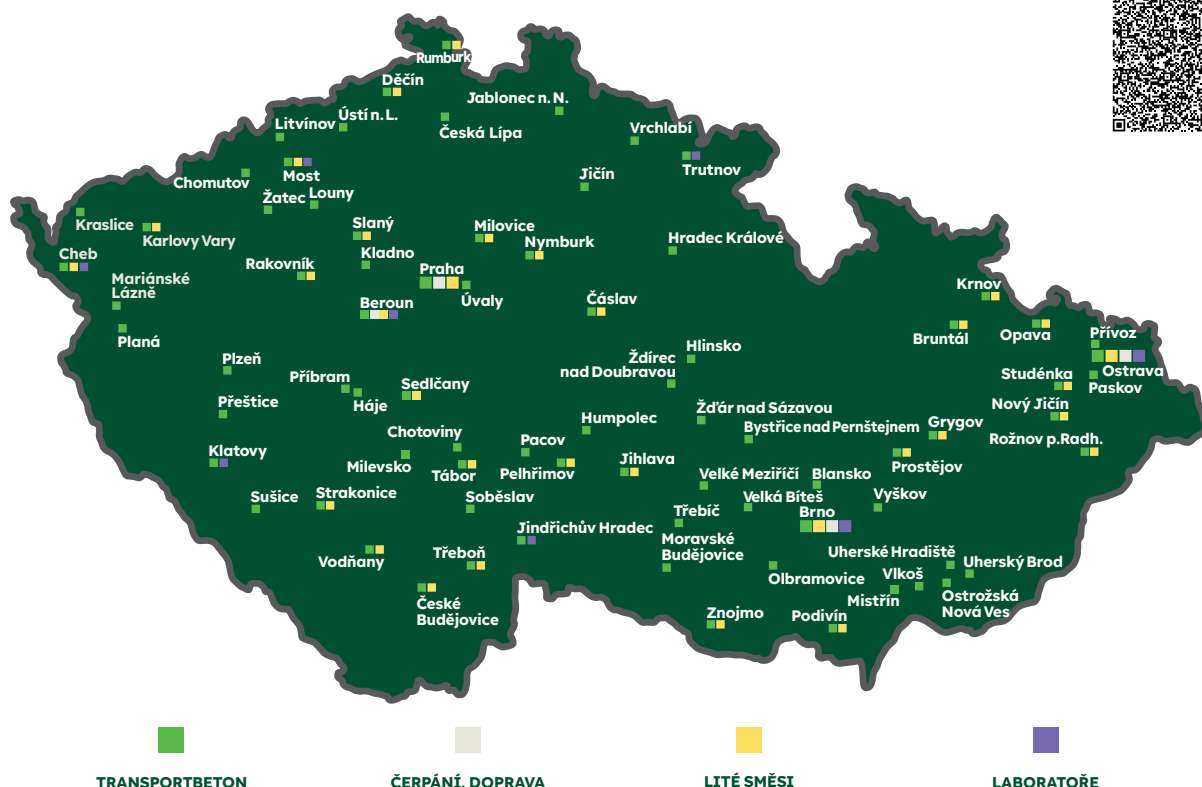 Rumburk
Děčín
Jablonec n. N.
Ústí n. L.
Litvínov
Česká Lípa
Vrchlabí
Most
Trutnov
Chomutov
Jičín
Žatec
Louny
Kraslice
Slaný
Milovice
Karlovy Vary
Nymburk
Hradec Králové
Cheb
Kladno
Rakovník
Praha
Mariánské
Lázně
Krnov
Beroun
Úvaly
Čáslav
Planá
Bruntál
Opava
Přívoz
Hlinsko
Plzeň
Ždírec
nad Doubravou
Ostrava
Studénka
Paskov
Příbram
Sedlčany
Přeštice
Háje
Nový Jičín
Žďár nad Sázavou
Humpolec
Bystřice nad Pernštejnem
Grygov
Chotoviny
Pacov
Rožnov p.Radh.
Klatovy
Milevsko
Jihlava
Prostějov
Tábor
Pelhřimov
Velké Meziříčí
Blansko
Sušice
Strakonice
Soběslav
Velká Bíteš
Vyškov
Třebíč
Brno
Jindřichův Hradec
Moravské
Budějovice
Vodňany
Třeboň
Uherské Hradiště
Uherský Brod
Olbramovice
Vlkoš
České
Budějovice
Mistřín
Ostrožská
Nová Ves
Znojmo
Podivín
TRANSPORTBETON
ČERPÁNÍ, DOPRAVA
LITÉ SMĚSI
LABORATOŘE